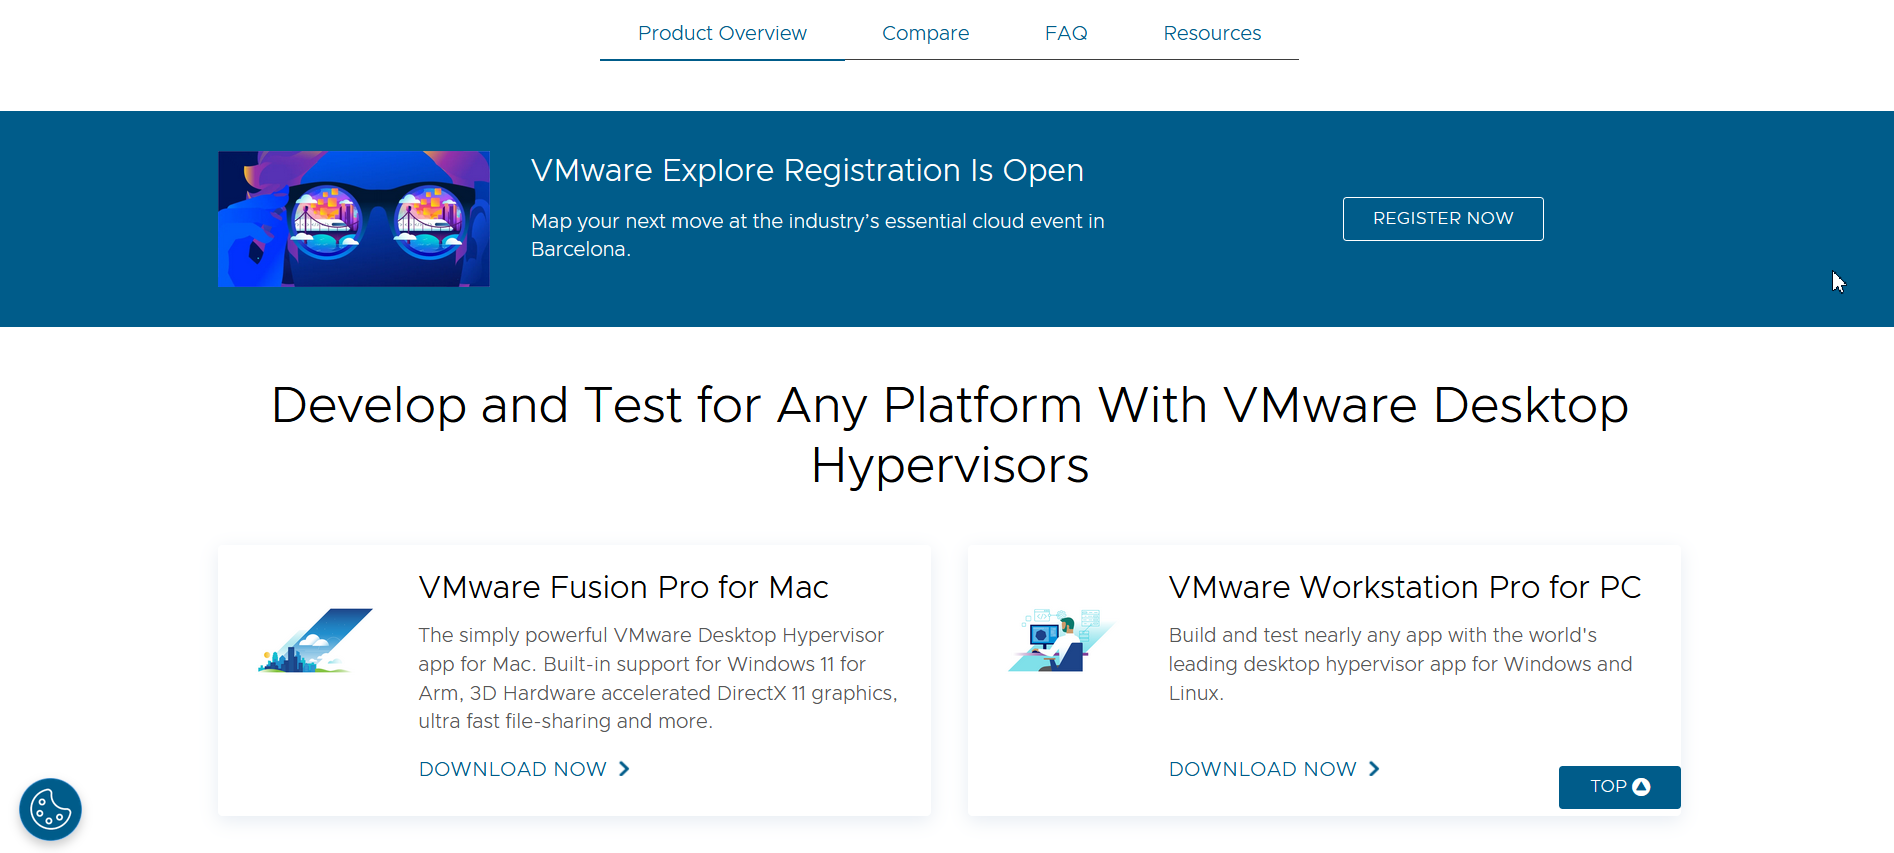 Product Overview
Compare
FAQ
Resources
VMware Explore Registration Is Open
Map your next move at the industry’s essential cloud event in
Barcelona.
REGISTER NOW
Develop and Test for Any Platform With VMware Desktop
Hypervisors
VMware Fusion Pro for Mac
The simply powerful VMware Desktop Hypervisor
app for Mac. Built-in support for Windows 11 for
Arm, 3D Hardware accelerated DirectX 11 graphics,
ultra fast file-sharing and more.
DOWNLOAD NOW
VMware Workstation Pro for PC
Build and test nearly any app with the world's
leading desktop hypervisor app for Windows and
Linux.
DOWNLOAD NOW
TOP